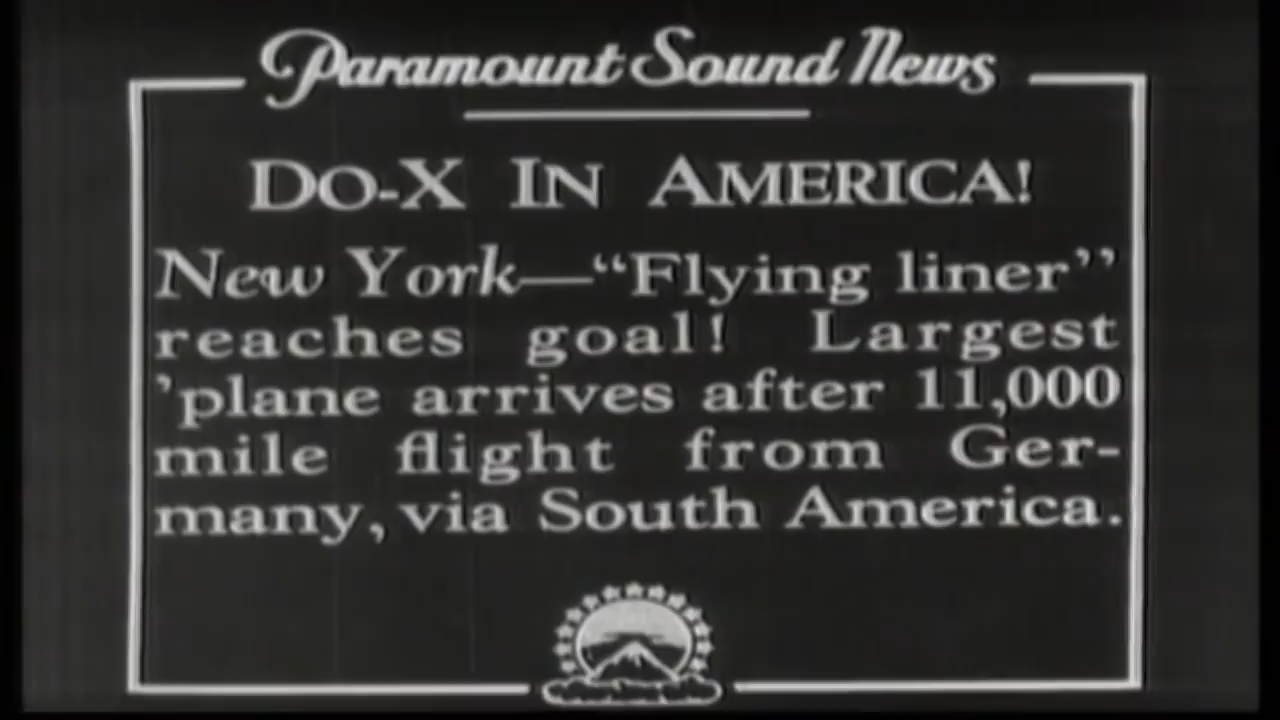 Paramount Sound News
DO-X IN AMERICA!
New York—“Flying liner”
reaches goal! Largest
’plane arrives after 11,000
mile flight from Ger-
many, via South America.